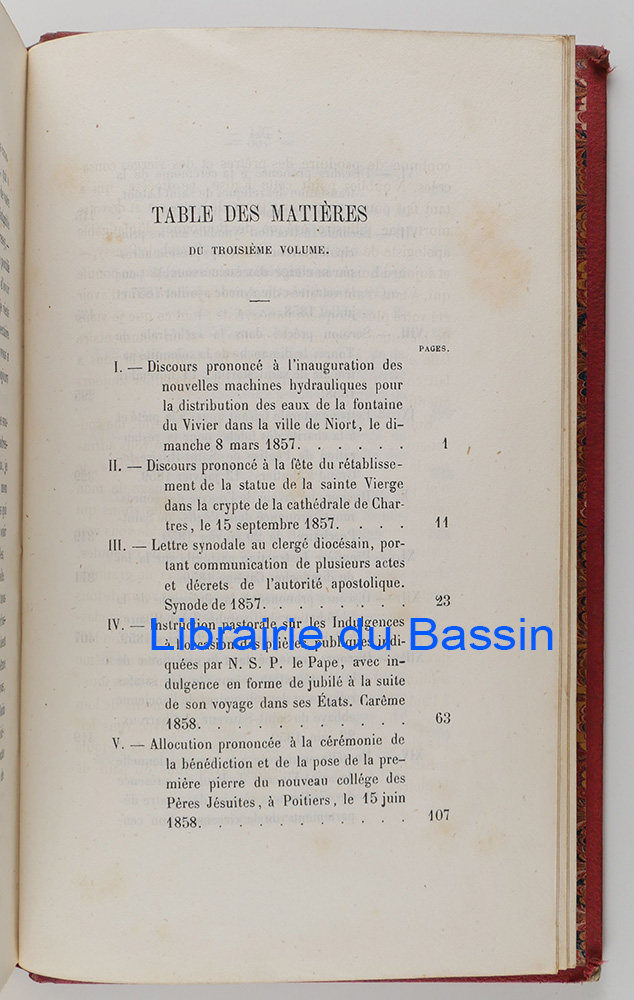 TABLE DES MATIÈRES
DU TROISIÈME VOLUME.
PAGES.
I. — Discours prononcé à l'inauguration des
nouvelles machines hydrauliques pour
la distribution des eaux de la fontaine
du Vivier dans la ville de Niort, le di-
manche 8 mars 1857. . . . . . 1
II. — Discours prononcé à la fête du rétablisse-
ment de la statue de la sainte Vierge
dans la crypte de la cathédrale de Char-
tres, le 15 septembre 1857. . . . 11
III. — Lettre synodale au clergé diocésain, por-
tant communication de plusieurs actes
et décrets de l'autorité apostolique.
Synode de 1857. . . . . . . . 23
IV. — Instruction pastorale sur les Indulgences
à l'occasion des prières publiques indi-
quées par N. S. P. le Pape, avec in-
dulgence en forme de jubilé à la suite
de son voyage dans ses États. Carême
1858. . . . . . . . . . . 63
V. — Allocution prononcée à la cérémonie de
la bénédiction et de la pose de la pre-
mière pierre du nouveau collége des
Pères Jésuites, à Poitiers, le 15 juin
1858. . . . . . . . . . . 107
Librairie du Bassin